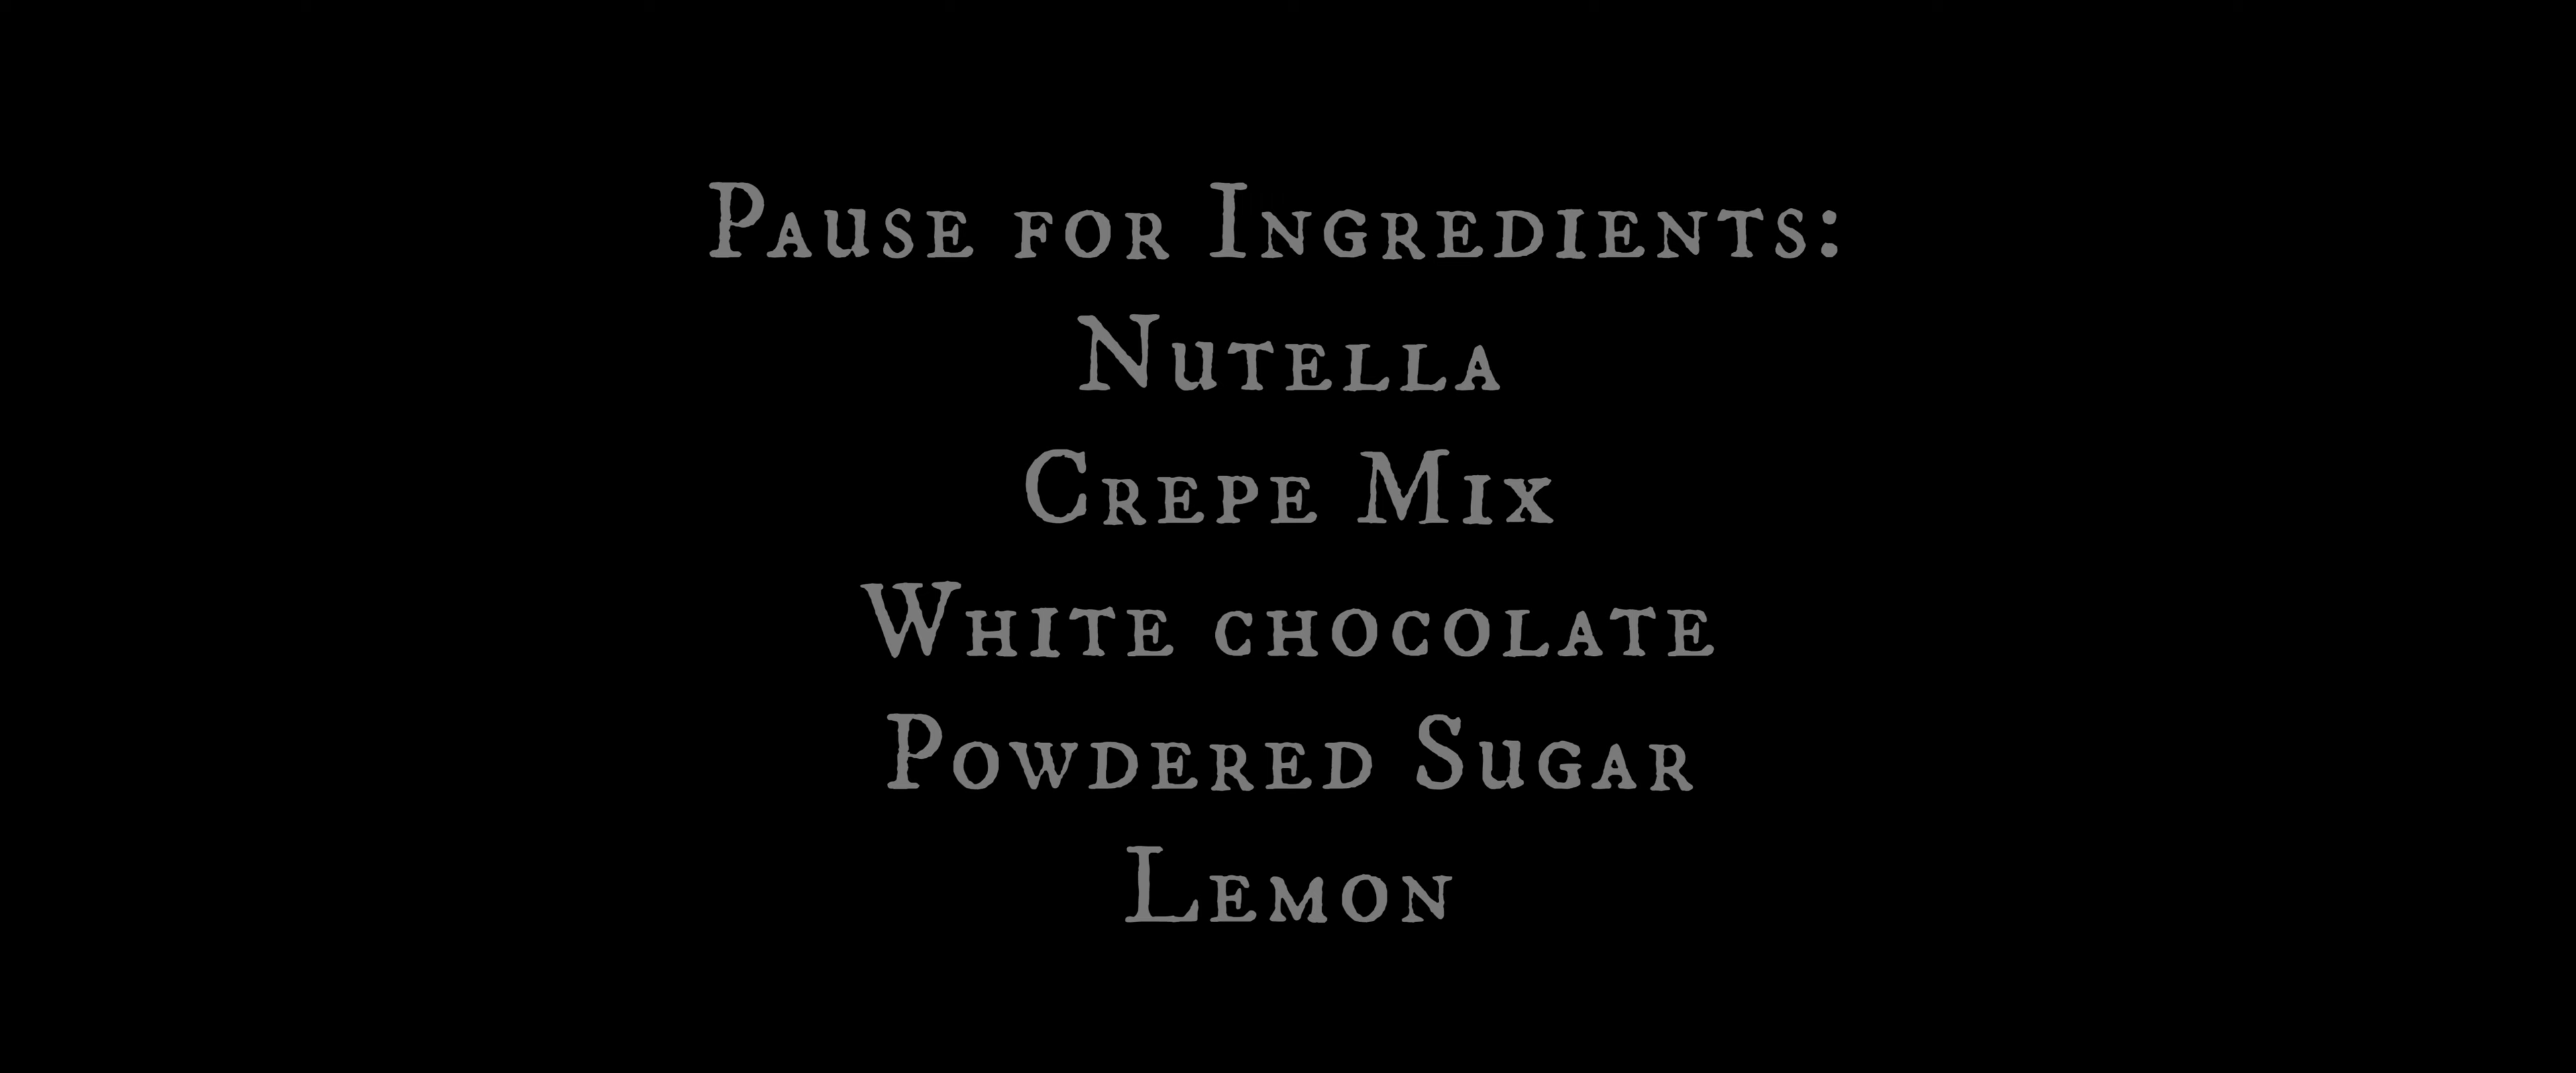 Pause for Ingredients:
Nutella
Crepe Mix
White chocolate
Powdered Sugar
Lemon